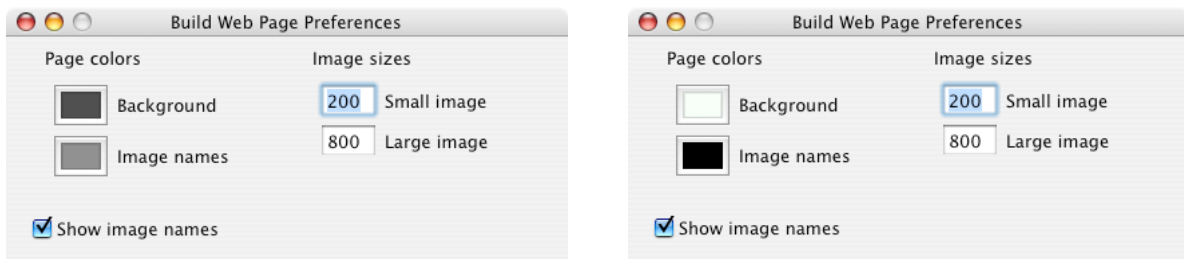 Build Web Page Preferences
Page colors Image sizes
Background 200 Small image
Image names 800 Large image
Show image names
Build Web Page Preferences
Page colors Image sizes
Background 200 Small image
Image names 800 Large image
Show image names